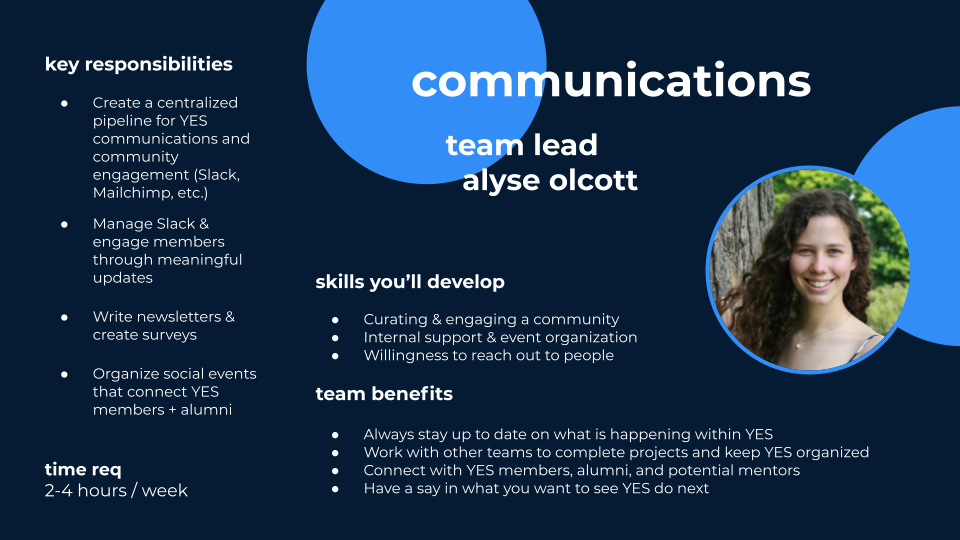 key responsibilities
● Create a centralized
pipeline for YES
communications and
community
engagement (Slack,
Mailchimp, etc.)
● Manage Slack &
engage members
through meaningful
updates
● Write newsletters &
create surveys
● Organize social events
that connect YES
members + alumni
time req
2-4 hours / week
communications
team lead
alyse olcott
skills you’ll develop
● Curating & engaging a community
● Internal support & event organization
● Willingness to reach out to people
team benefits
● Always stay up to date on what is happening within YES
● Work with other teams to complete projects and keep YES organized
● Connect with YES members, alumni, and potential mentors
● Have a say in what you want to see YES do next